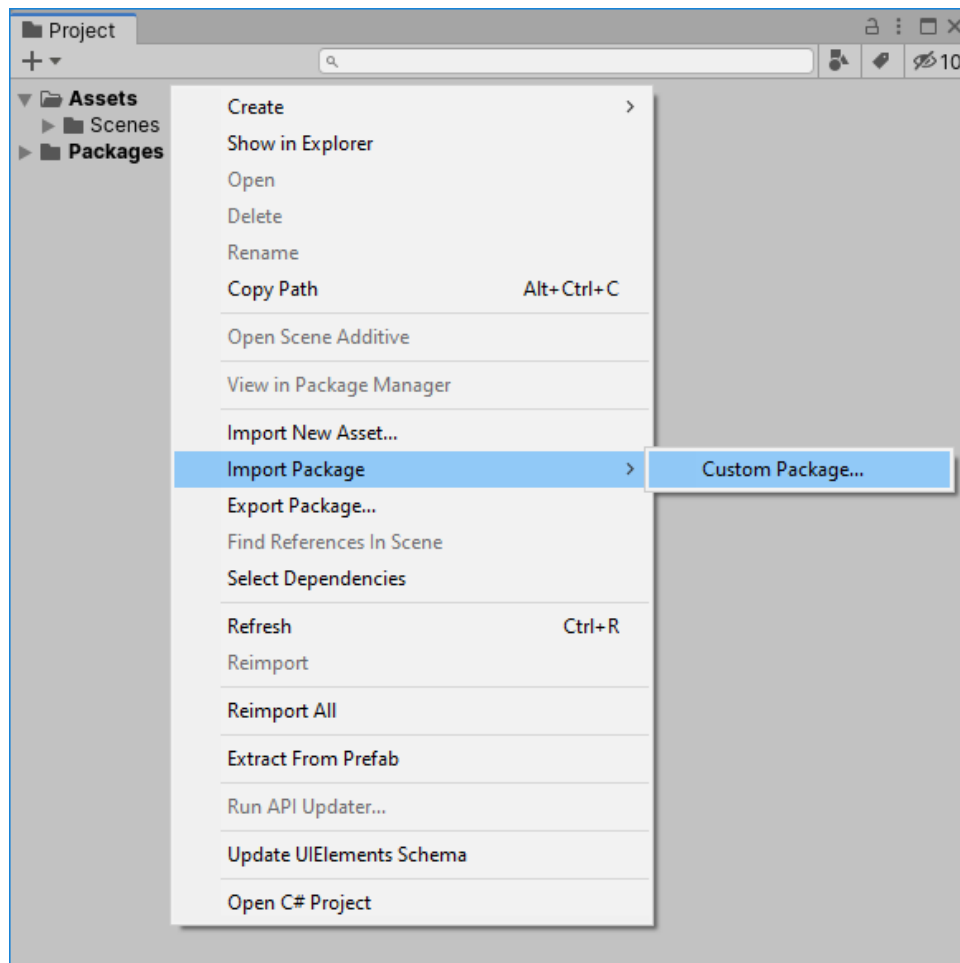 Project
10
Assets
Scenes
Packages
Create
Show in Explorer
Open
Delete
Rename
Copy Path Alt+Ctrl+C
Open Scene Additive
View in Package Manager
Import New Asset...
Import Package Custom Package...
Export Package...
Find References In Scene
Select Dependencies
Refresh Ctrl+R
Reimport
Reimport All
Extract From Prefab
Run API Updater...
Update UIElements Schema
Open C# Project